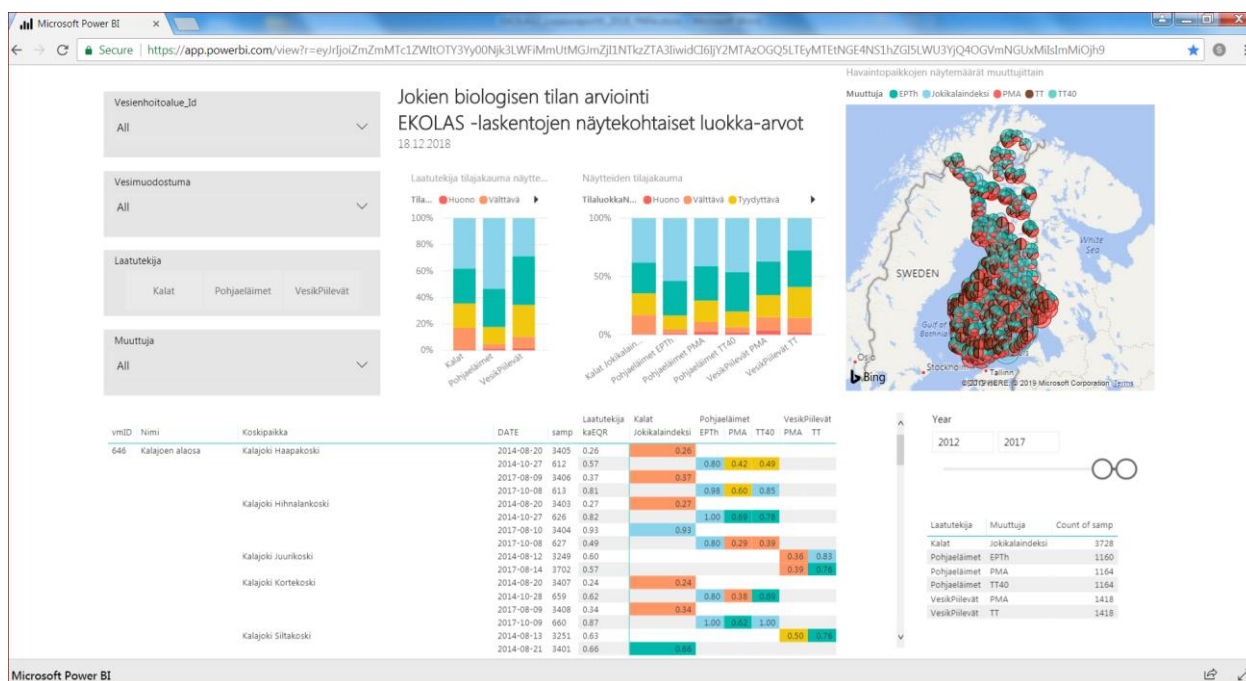 Microsoft Power BI
Secure https://app.powerbi.com/view?r=
Vesienhoitoalue_Id
All
Vesimuodostuma
All
Laatutekija
Kalat Pohjaeläimet VesikPiilevät
Muuttuja
All
Jokien biologisen tilan arviointi
EKOLAS -laskentojen näytekohtaiset luokka-arvot
18.12.2018
Laatutekija tilajakauma näytte...
Tila... Huono Välttävä
100%
80%
60%
40%
20%
0%
Kalat Pohjaeläimet VesikPiilevät
Näytteiden tilajakauma
TilaluokkaN... Huono Välttävä Tyydyttävä
100%
50%
0%
Kalat Jokikalain... Pohjaeläimet EPTh Pohjaeläimet PMA Pohjaeläimet TT40 VesikPiilevät PMA VesikPiilevät TT
Havaintopaikkojen näytemäärät muuttujittain
Muuttuja EPTh Jokikalaindeksi PMA TT TT40
White
Sea
SWEDEN
Gulf of
Bothnia
Oslo
Stockholm
Tallinn
Bing
© 2019 Microsoft Corporation Terms
Laatutekija Kalat Pohjaeläimet VesikPiilevät
vmID Nimi Koskipaikka DATE samp kaEQR Jokikalaindeksi EPTh PMA TT40 PMA TT
646 Kalajoen alaosa Kalajoki Haapakoski 2014-08-20 3405 0.26 0.26
2014-10-27 612 0.57 0.80 0.42 0.49
2017-08-09 3406 0.37 0.37
2017-10-08 613 0.81 0.98 0.60 0.85
Kalajoki Hihnalankoski 2014-08-20 3403 0.27 0.27
2014-10-27 626 0.82 1.00 0.69 0.78
2017-08-10 3404 0.93 0.93
2017-10-08 627 0.49 0.80 0.29 0.39
Kalajoki Juurikoski 2014-08-12 3249 0.60 0.36 0.83
2017-08-14 3702 0.57 0.39 0.76
Kalajoki Kortekoski 2014-08-20 3407 0.24 0.24
2014-10-28 659 0.62 0.80 0.38 0.69
2017-08-09 3408 0.34 0.34
2017-10-09 660 0.87 1.00 0.62 1.00
Kalajoki Siltakoski 2014-08-13 3251 0.63 0.50 0.76
2014-08-21 3401 0.66 0.66
Year
2012 2017
Laatutekija Muuttuja Count of samp
Kalat Jokikalaindeksi 3728
Pohjaeläimet EPTh 1160
Pohjaeläimet PMA 1164
Pohjaeläimet TT40 1164
VesikPiilevät PMA 1418
VesikPiilevät TT 1418
Microsoft Power BI